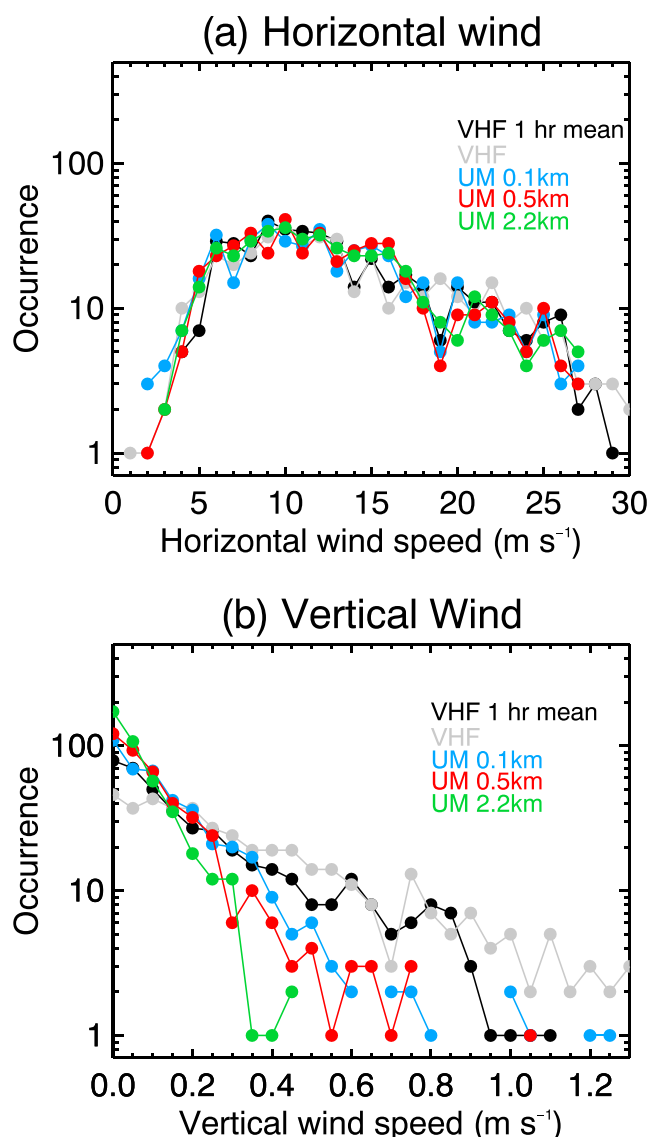 (a) Horizontal wind
VHF 1 hr mean
VHF
UM 0.1km
UM 0.5km
UM 2.2km
100
10
1
Occurrence
0 5 10 15 20 25 30
Horizontal wind speed (m s⁻¹)
(b) Vertical Wind
VHF 1 hr mean
VHF
UM 0.1km
UM 0.5km
UM 2.2km
100
10
1
Occurrence
0.0 0.2 0.4 0.6 0.8 1.0 1.2
Vertical wind speed (m s⁻¹)